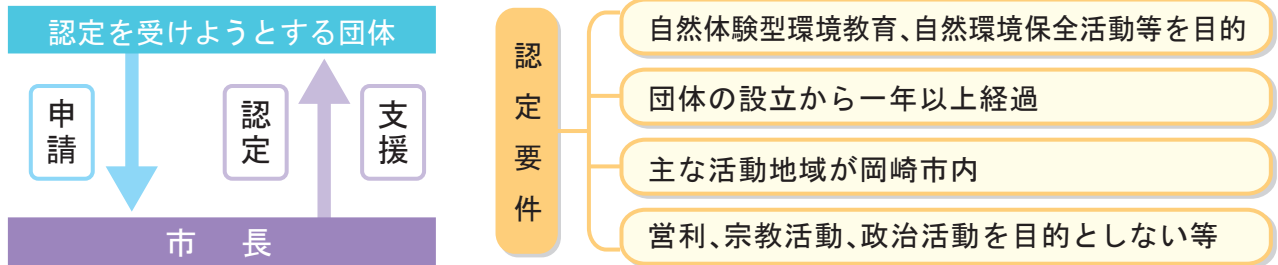 認定を受けようとする団体
申請
認定
支援
市長
認定要件
自然体験型環境教育、自然環境保全活動等を目的
団体の設立から一年以上経過
主な活動地域が岡崎市内
営利、宗教活動、政治活動を目的としない等